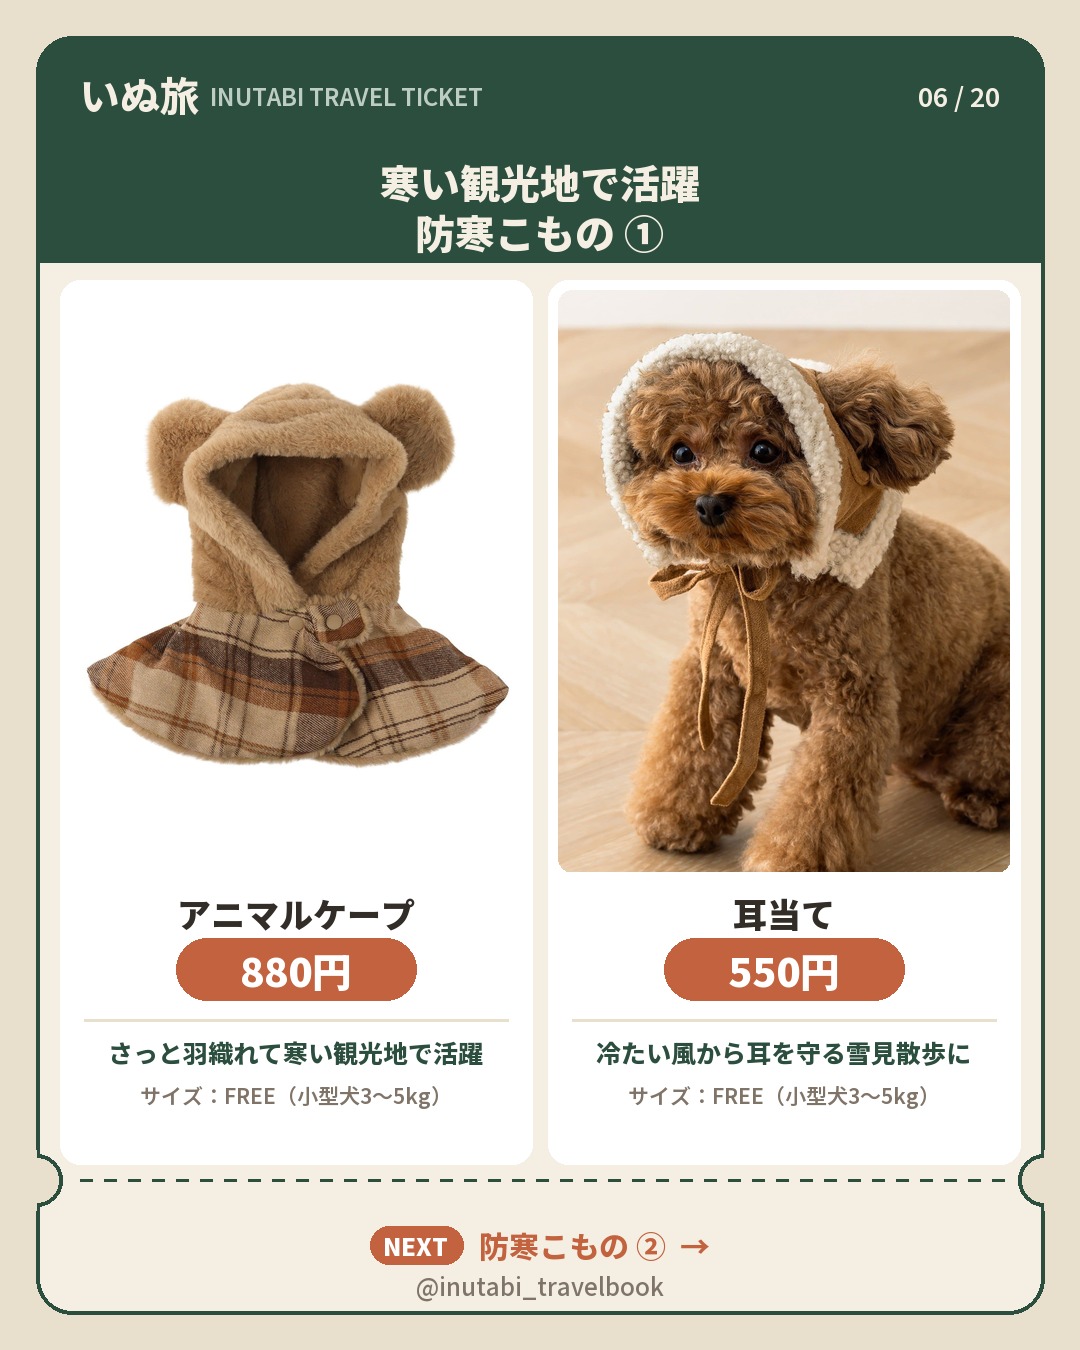 いぬ旅 INUTABI TRAVEL TICKET
06 / 20
寒い観光地で活躍
防寒こもの ①
アニマルケープ
880円
さっと羽織れて寒い観光地で活躍
サイズ：FREE（小型犬3〜5kg）
耳当て
550円
冷たい風から耳を守る雪見散歩に
サイズ：FREE（小型犬3〜5kg）
NEXT 防寒こもの ② →
@inutabi_travelbook